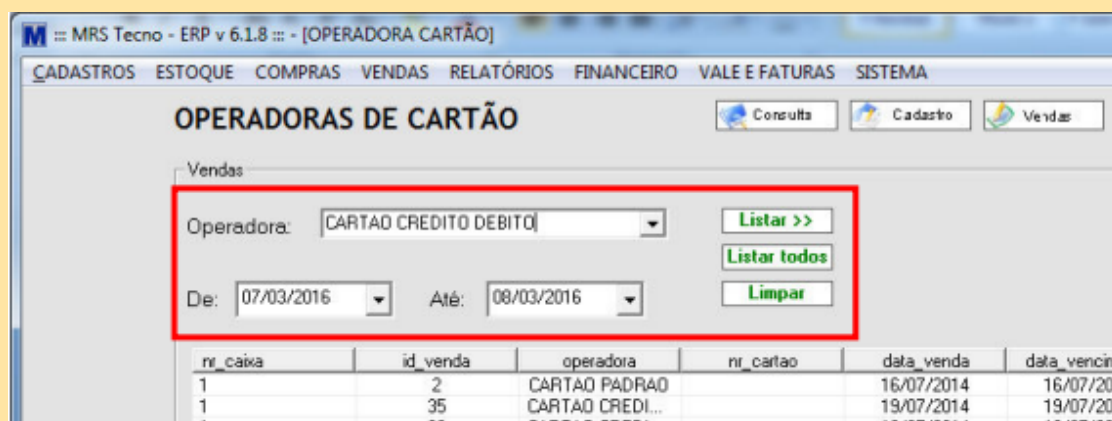 ::: MRS Tecno - ERP v 6.1.8 ::: - [OPERADORA CARTÃO]
CADASTROS ESTOQUE COMPRAS VENDAS RELATÓRIOS FINANCEIRO VALE E FATURAS SISTEMA
OPERADORAS DE CARTÃO Consulta Cadastro Vendas
Vendas
Operadora: CARTAO CREDITO DEBITO Listar >>
Listar todos
De: 07/03/2016 Até: 08/03/2016 Limpar
nr_caixa id_venda operadora nr_cartao data_venda data_vencim
1 2 CARTAO PADRAO 16/07/2014 16/07/20
1 35 CARTAO CREDI... 19/07/2014 19/07/20